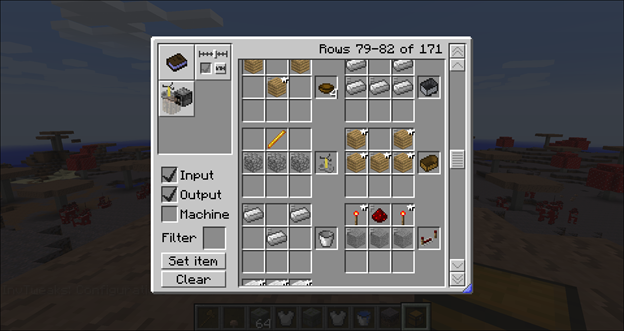 Rows 79-82 of 171
Input
Output
Machine
Filter
Set item
Clear
64